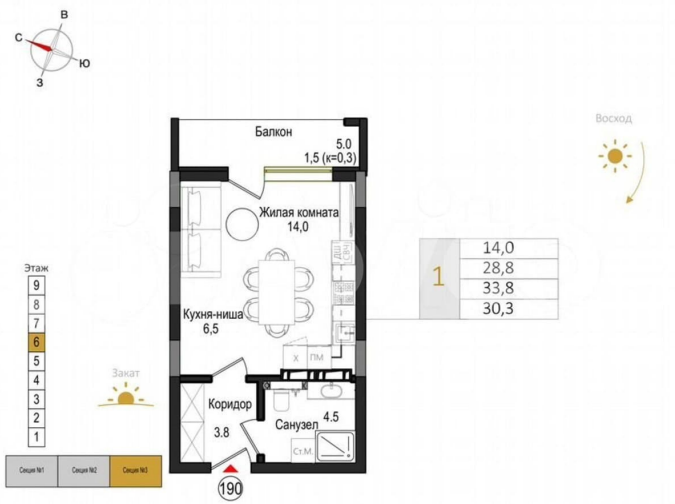 В
С
Ю
З
Балкон
5.0
1,5 (к=0,3)
Восход
Жилая комната
14,0
ДШ
СВЧ
Кухня-ниша
6,5
Х
ПМ
1
14,0
28,8
33,8
30,3
Этаж
9
8
7
6
5
4
3
2
1
Закат
Коридор
3.8
Санузел
4.5
Ст.М.
Секция №1
Секция №2
Секция №3
190